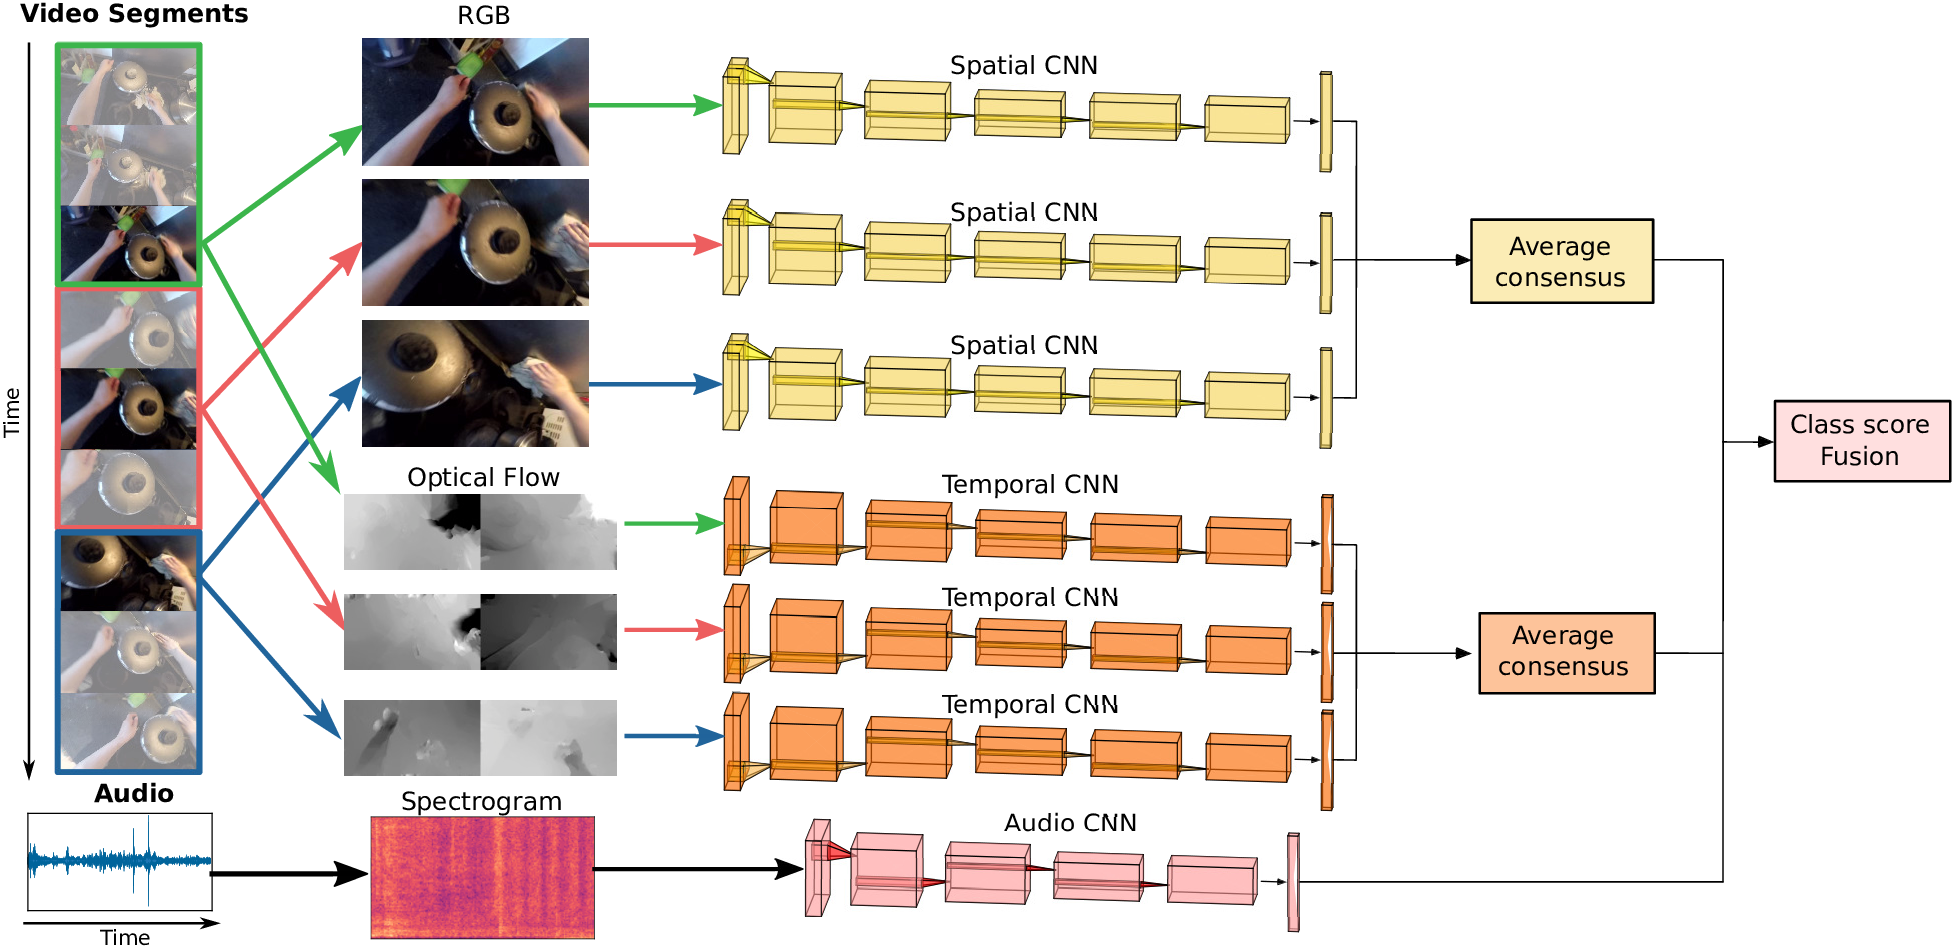 Video Segments
RGB
Spatial CNN
Spatial CNN
Average
consensus
Spatial CNN
Time
Class score
Fusion
Optical Flow
Temporal CNN
Temporal CNN
Average
consensus
Temporal CNN
Audio
Spectrogram
Audio CNN
Time